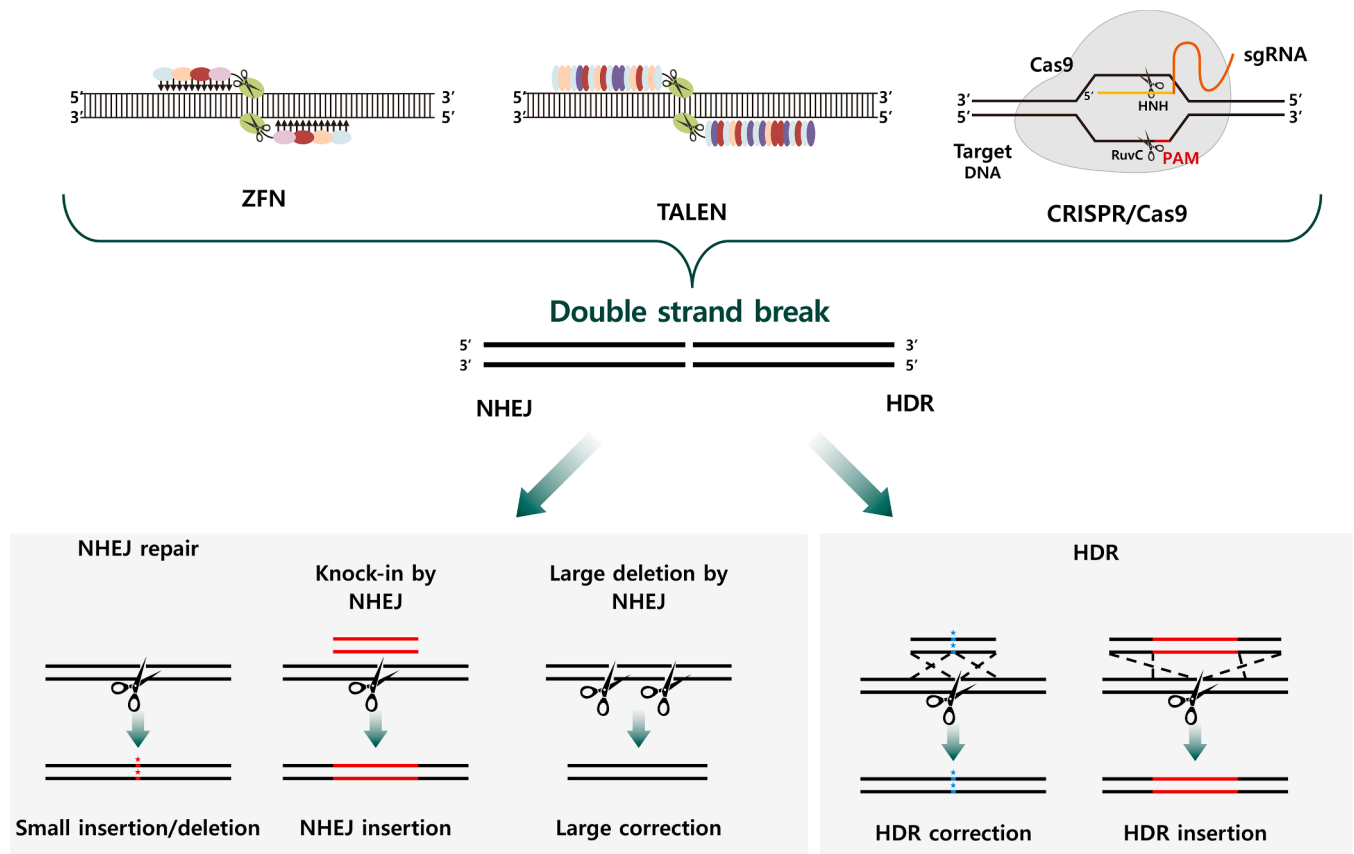 5′ 3′
3′ 5′
ZFN
5′ 3′
3′ 5′
TALEN
Cas9
sgRNA
5′
HNH
3′ 5′
5′ 3′
RuvC PAM
Target
DNA
CRISPR/Cas9
Double strand break
5′ 3′
3′ 5′
NHEJ
HDR
NHEJ repair
Knock-in by
NHEJ
Large deletion by
NHEJ
Small insertion/deletion
NHEJ insertion
Large correction
HDR
HDR correction
HDR insertion